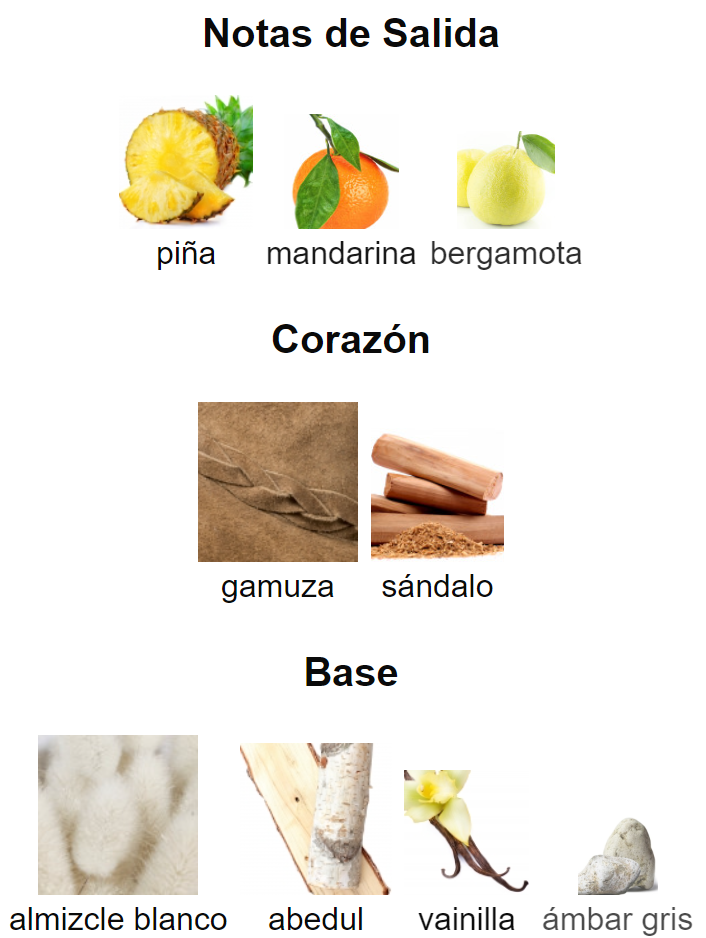 Notas de Salida
piña mandarina bergamota
Corazón
gamuza sándalo
Base
almizcle blanco abedul vainilla ámbar gris